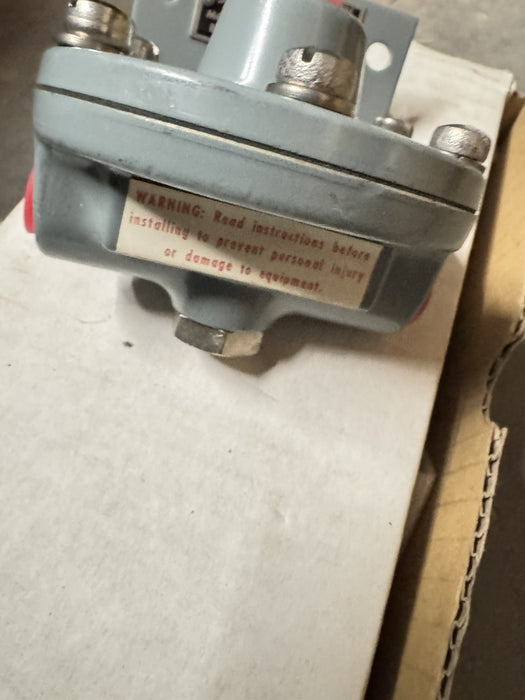 WARNING: Read instructions before
installing to prevent personal injury
or damage to equipment.